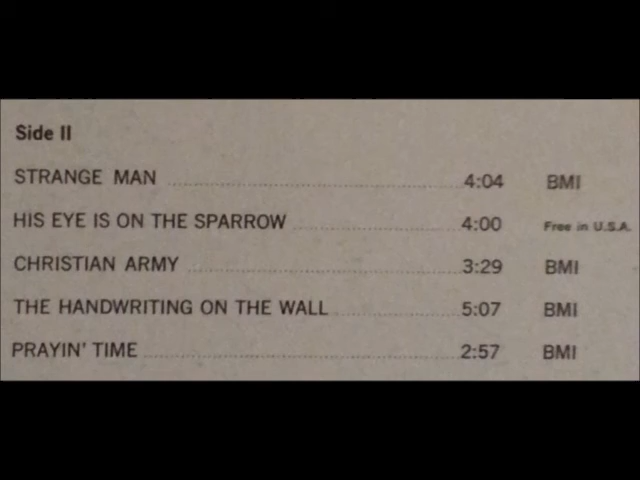 Side II
STRANGE MAN 4:04 BMI
HIS EYE IS ON THE SPARROW 4:00 Free in U.S.A.
CHRISTIAN ARMY 3:29 BMI
THE HANDWRITING ON THE WALL 5:07 BMI
PRAYIN' TIME 2:57 BMI